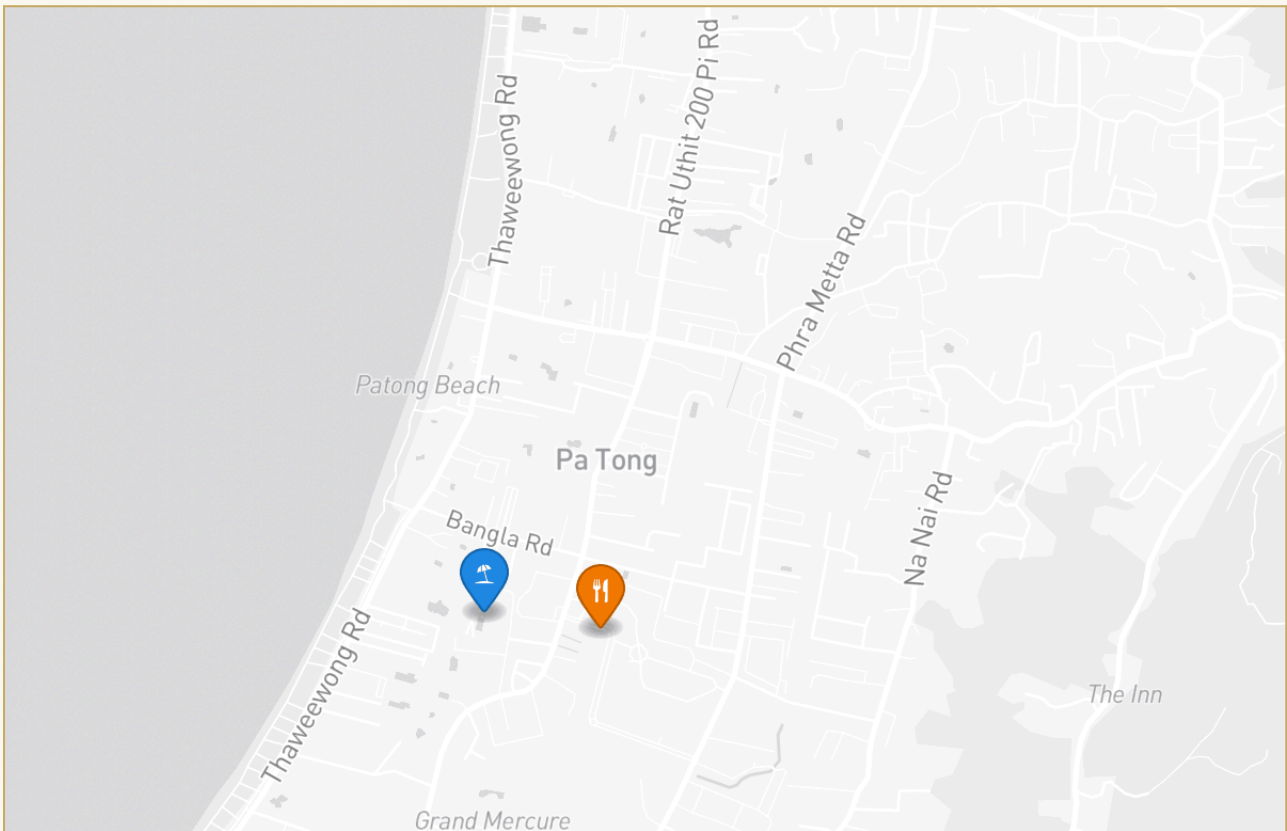 Rat Uthit 200 Pi Rd
Thaweewong Rd
Phra Metta Rd
Patong Beach
Pa Tong
Bangla Rd
Na Nai Rd
Thaweewong Rd
The Inn
Grand Mercure